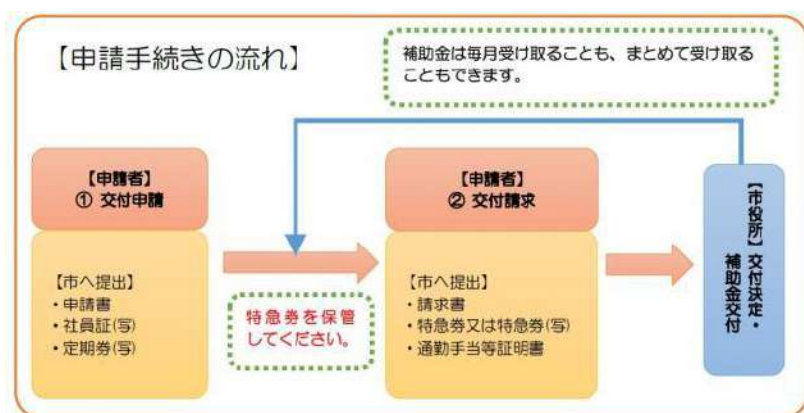 【申請手続きの流れ】
補助金は毎月受け取ることも、まとめて受け取る
こともできます。
【申請者】
① 交付申請
【市へ提出】
・申請書
・社員証(写)
・定期券(写)
特急券を保管
してください。
【申請者】
② 交付請求
【市へ提出】
・請求書
・特急券又は特急券(写)
・通勤手当等証明書
【市役所】交付決定・
補助金交付